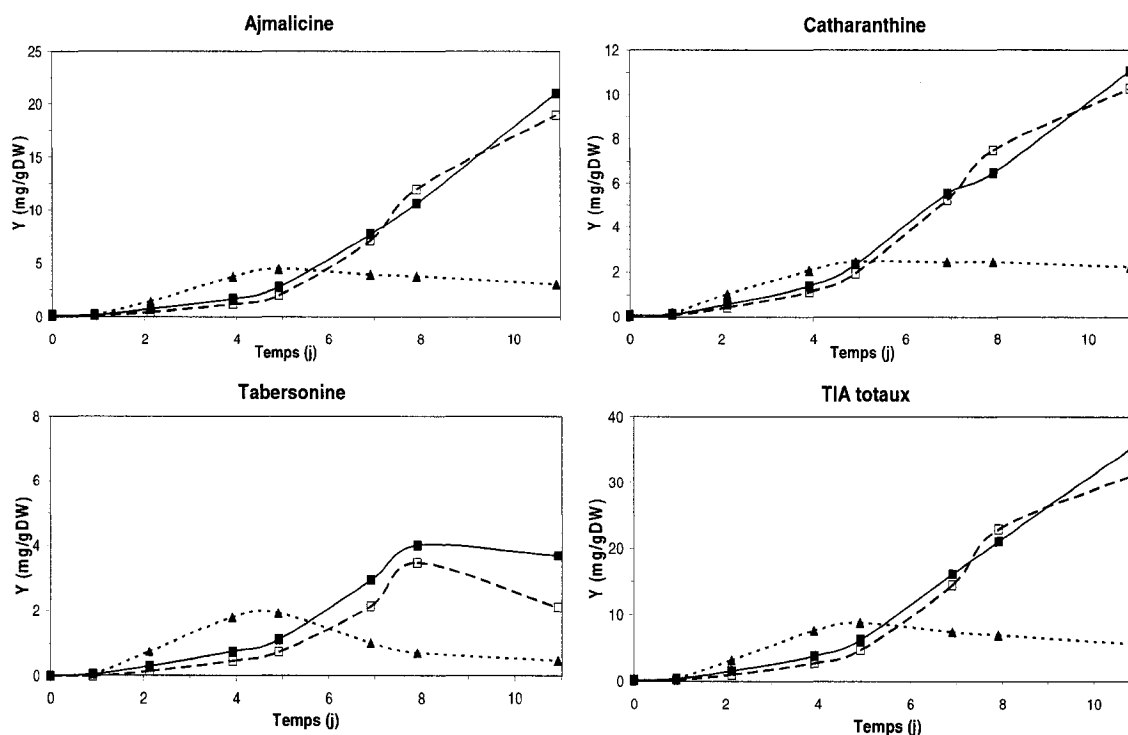 Ajmalicine
25
20
15
10
5
0
Y (mg/gDW)
0 2 4 6 8 10
Temps (j)
Catharanthine
12
10
8
6
4
2
0
Y (mg/gDW)
0 2 4 6 8 10
Temps (j)
Tabersonine
8
6
4
2
0
Y (mg/gDW)
0 2 4 6 8 10
Temps (j)
TIA totaux
40
30
20
10
0
Y (mg/gDW)
0 2 4 6 8 10
Temps (j)